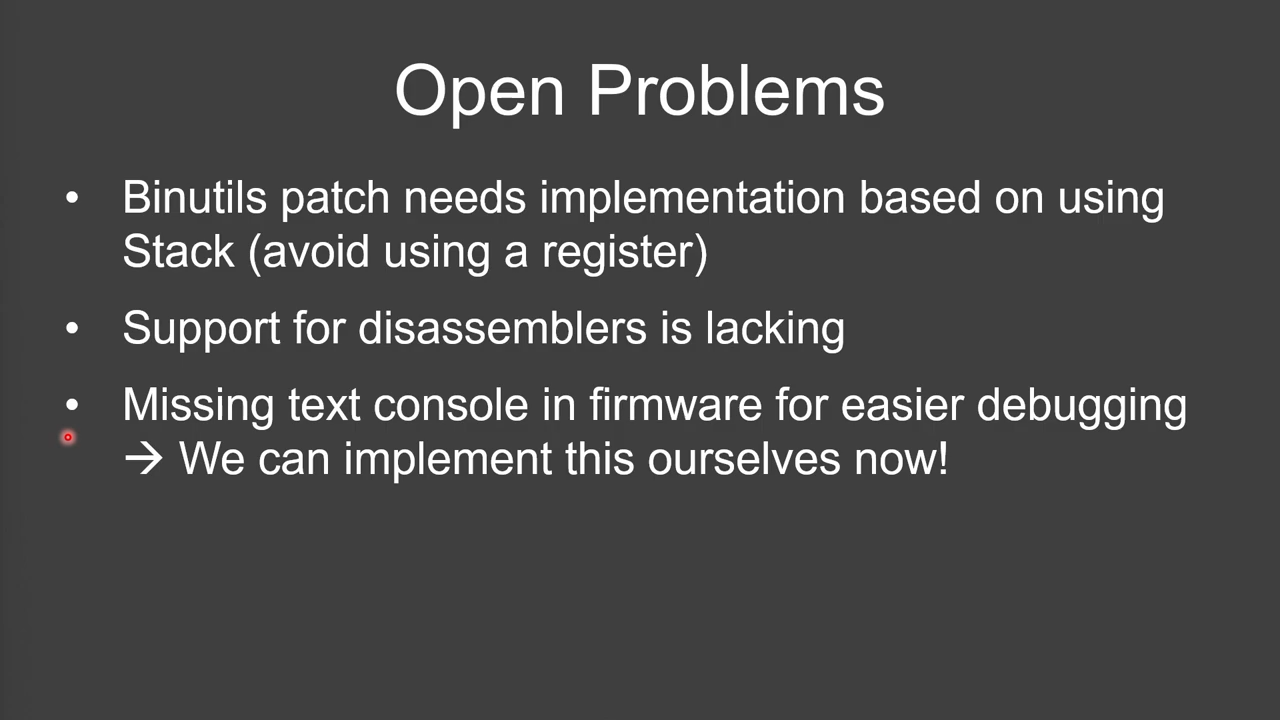 Open Problems
• Binutils patch needs implementation based on using
Stack (avoid using a register)
• Support for disassemblers is lacking
• Missing text console in firmware for easier debugging
→ We can implement this ourselves now!